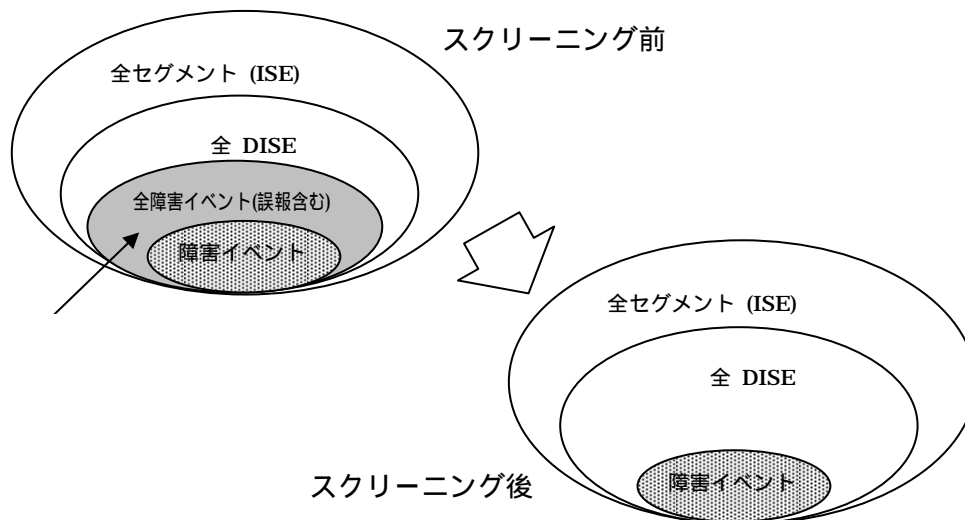 スクリーニング前
全セグメント (ISE)
全 DISE
全障害イベント(誤報含む)
障害イベント
全セグメント (ISE)
全 DISE
障害イベント
スクリーニング後